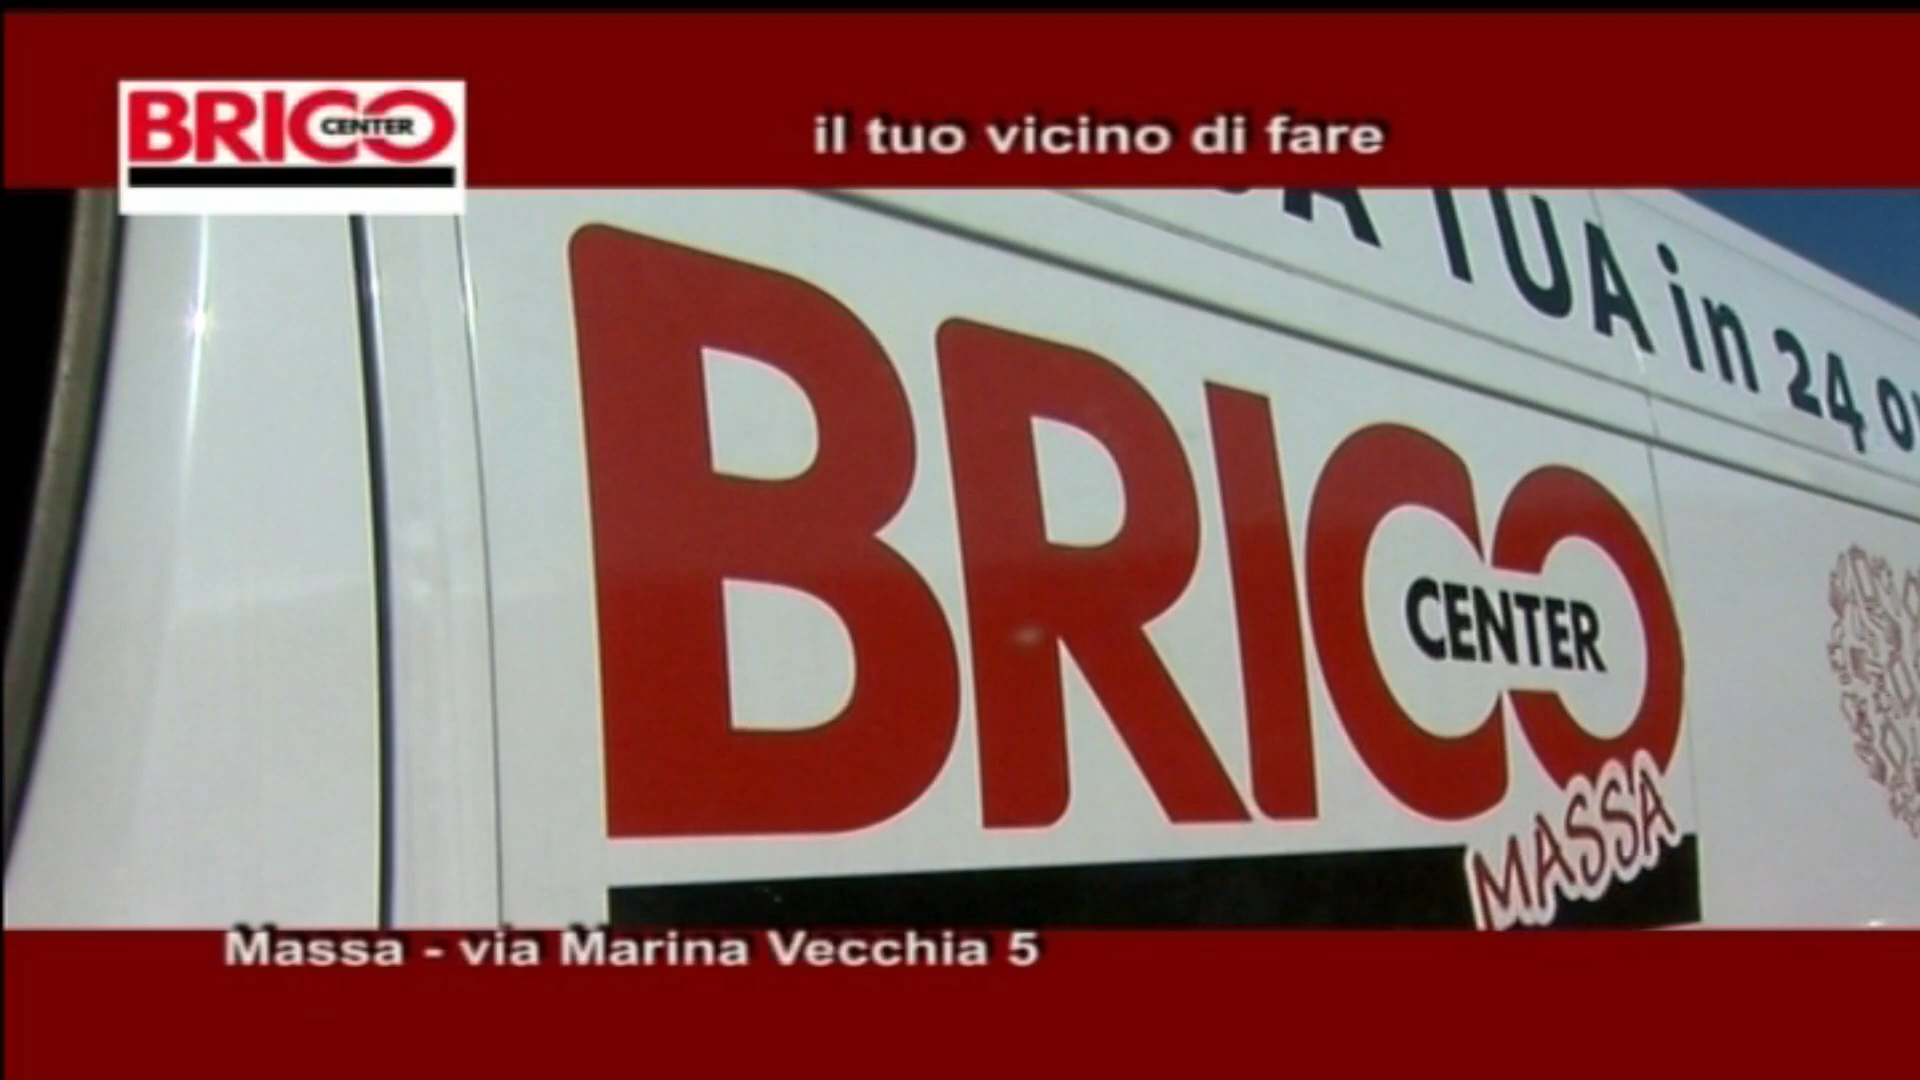 BRICO
CENTER
il tuo vicino di fare
TUA in 24
BRICO
CENTER
MASSA
Massa - via Marina Vecchia 5